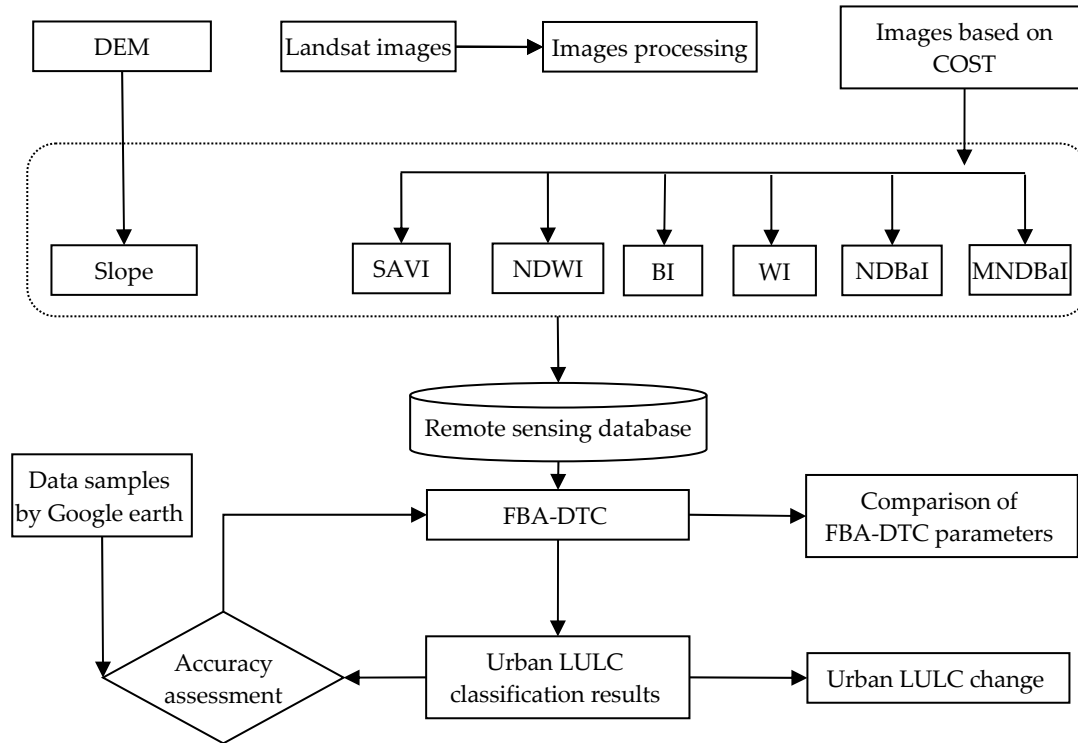 DEM
Landsat images
Images processing
Images based on
COST
Slope
SAVI
NDWI
BI
WI
NDBaI
MNDBaI
Remote sensing database
Data samples
by Google earth
FBA-DTC
Comparison of
FBA-DTC parameters
Accuracy
assessment
Urban LULC
classification results
Urban LULC change